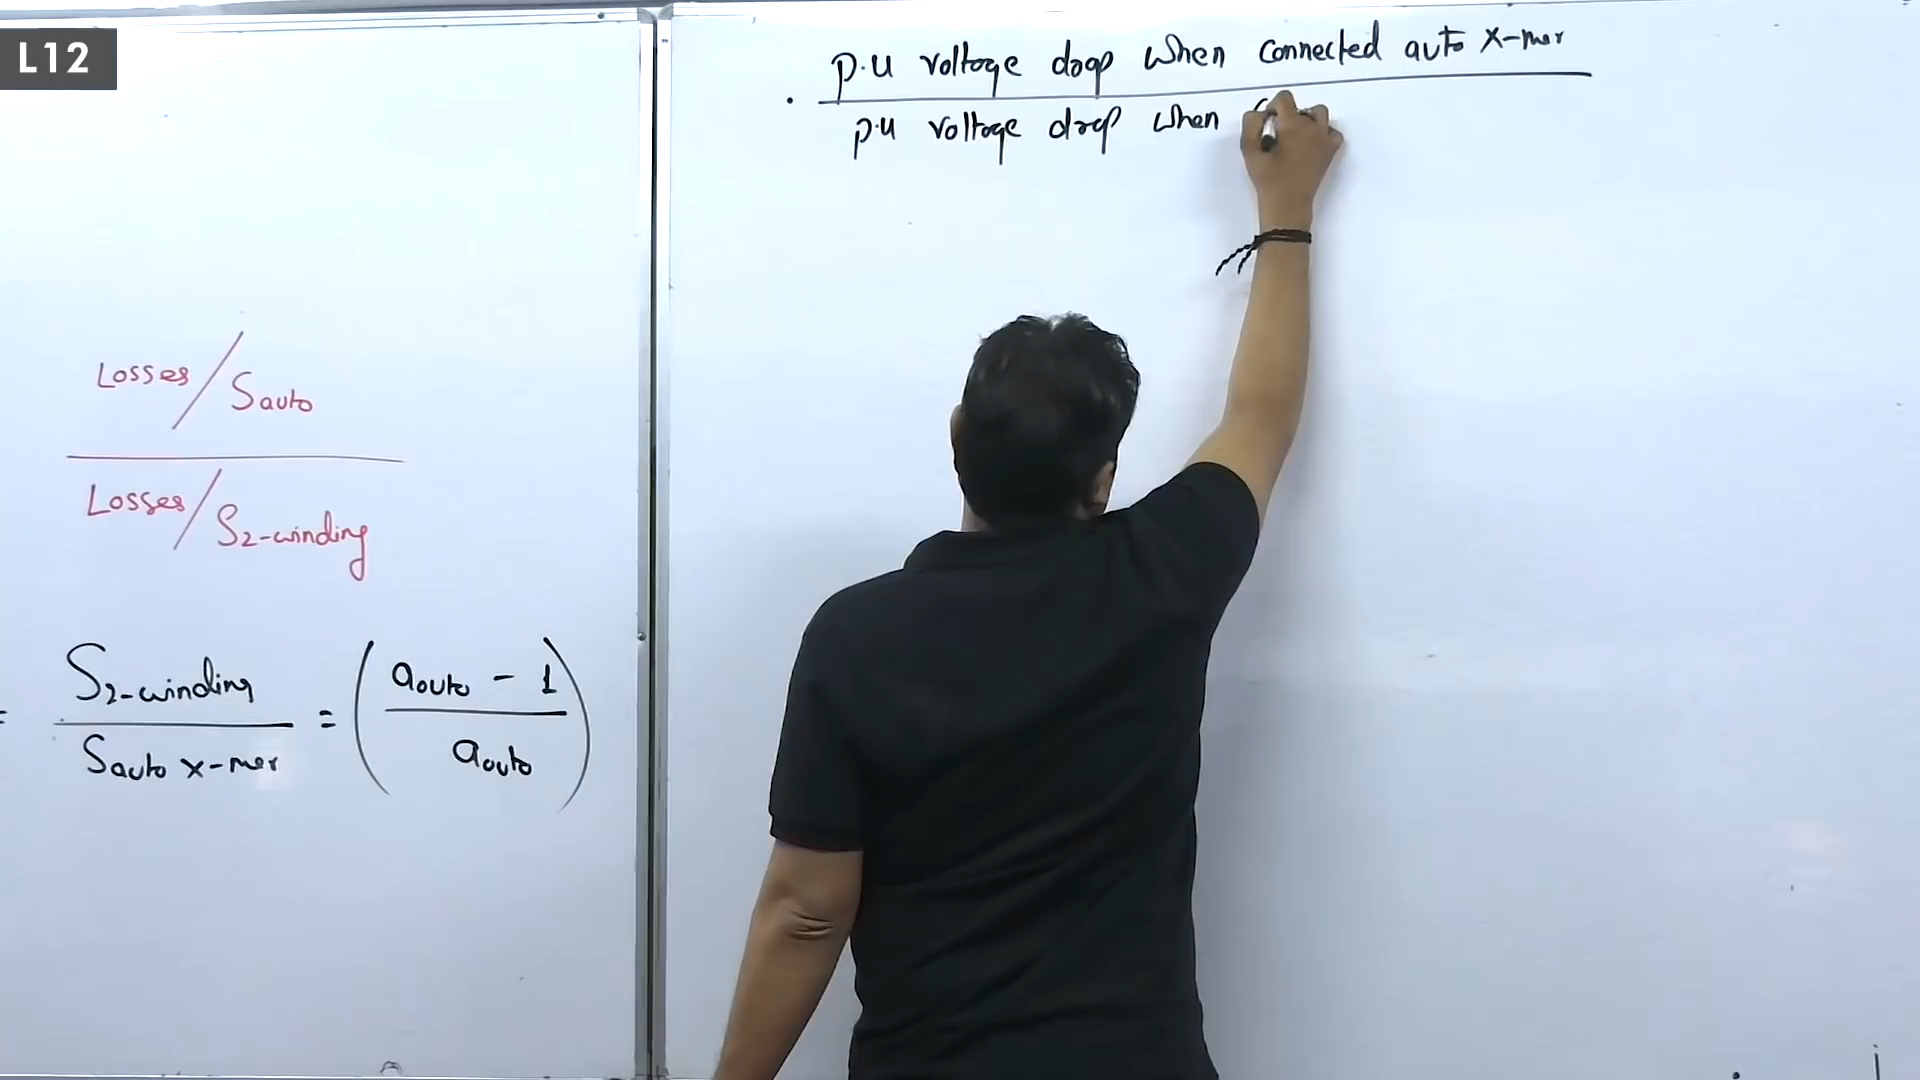 L12
Losses / Sauto
Losses / S2-winding
= S2-winding / Sauto x-mer = ( aauto - 1 / aauto )
. p.u voltage drop when connected auto x-mer
p.u voltage drop when